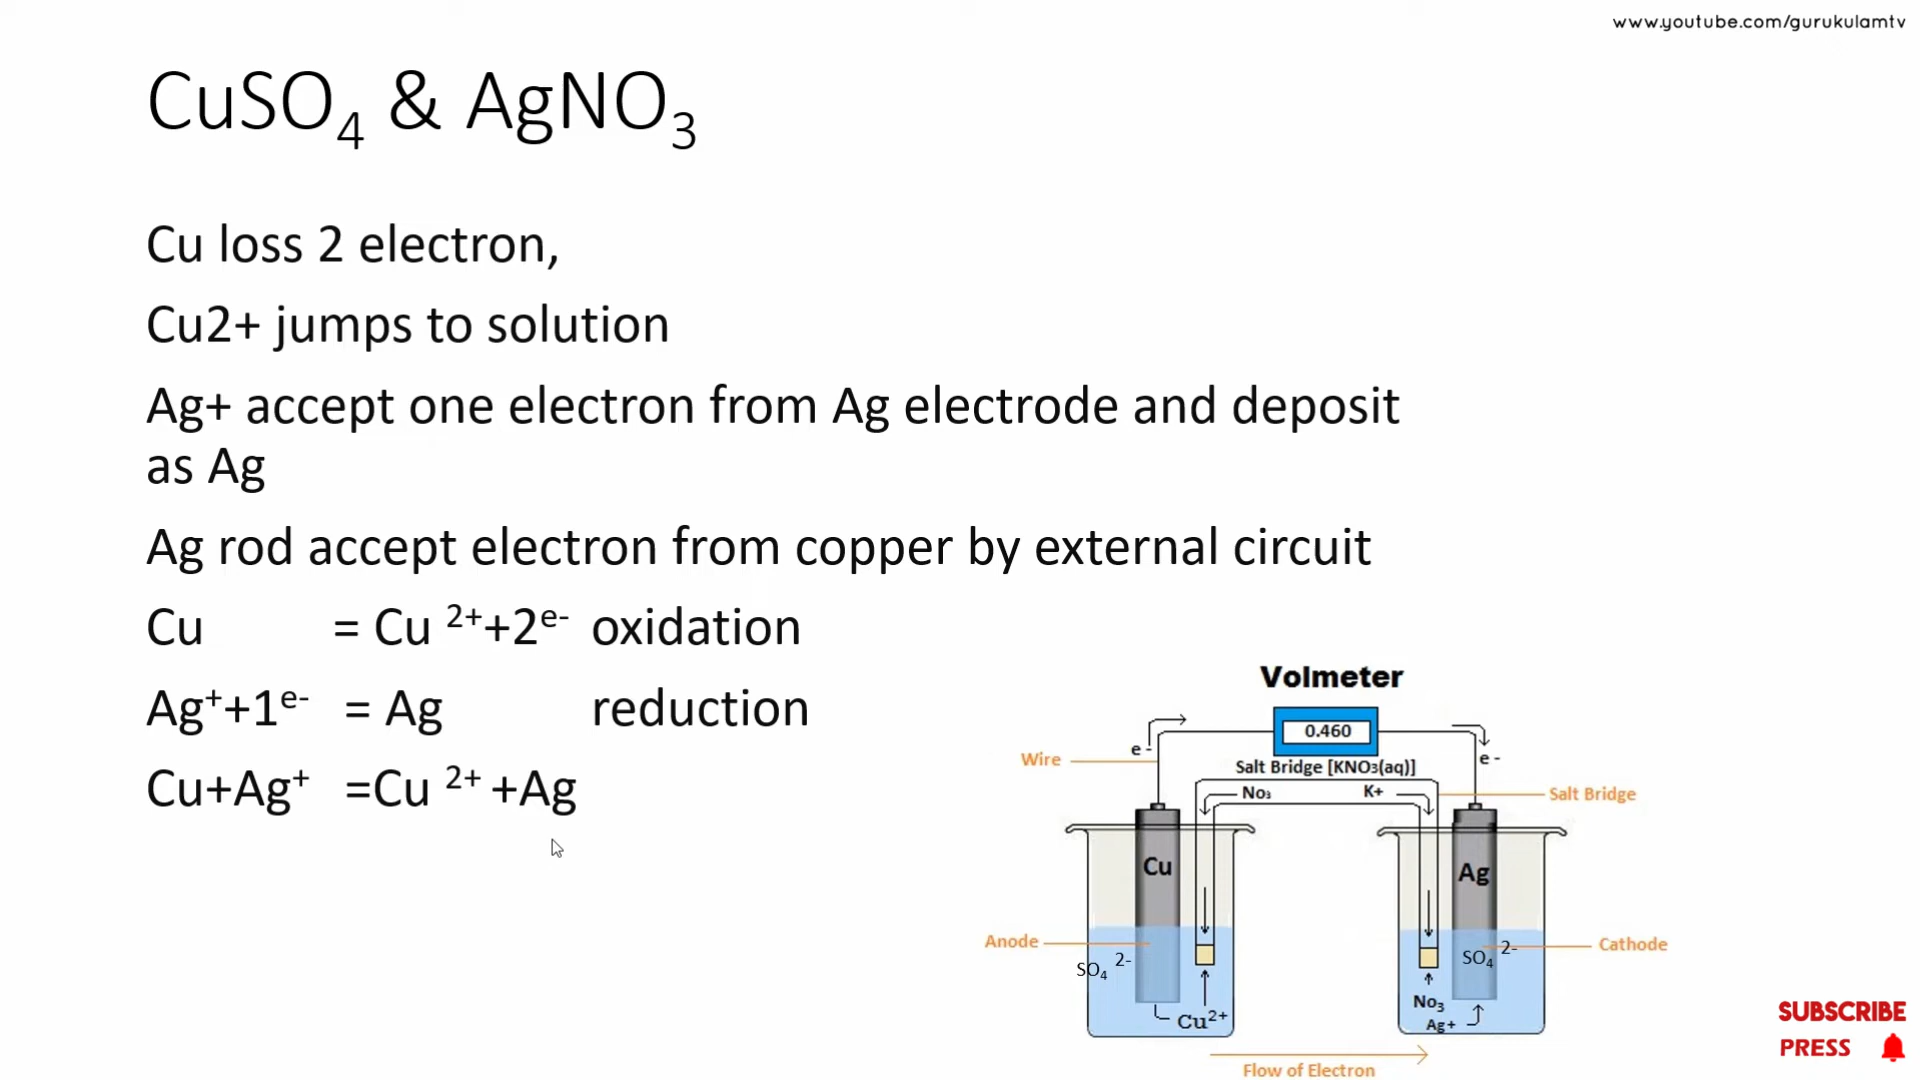 www.youtube.com/gurukulamtv
CuSO₄ & AgNO₃
Cu loss 2 electron,
Cu2+ jumps to solution
Ag+ accept one electron from Ag electrode and deposit
as Ag
Ag rod accept electron from copper by external circuit
Cu = Cu ²⁺+2ᵉ⁻ oxidation
Ag⁺+1ᵉ⁻ = Ag reduction
Cu+Ag⁺ =Cu ²⁺ +Ag
Volmeter
0.460
e -
e -
Wire
Salt Bridge [KNO₃(aq)]
No₃
K+
Salt Bridge
Cu
Ag
Anode
Cathode
SO₄ ²⁻
SO₄ ²⁻
Cu²⁺
No₃
Ag+
Flow of Electron
SUBSCRIBE
PRESS